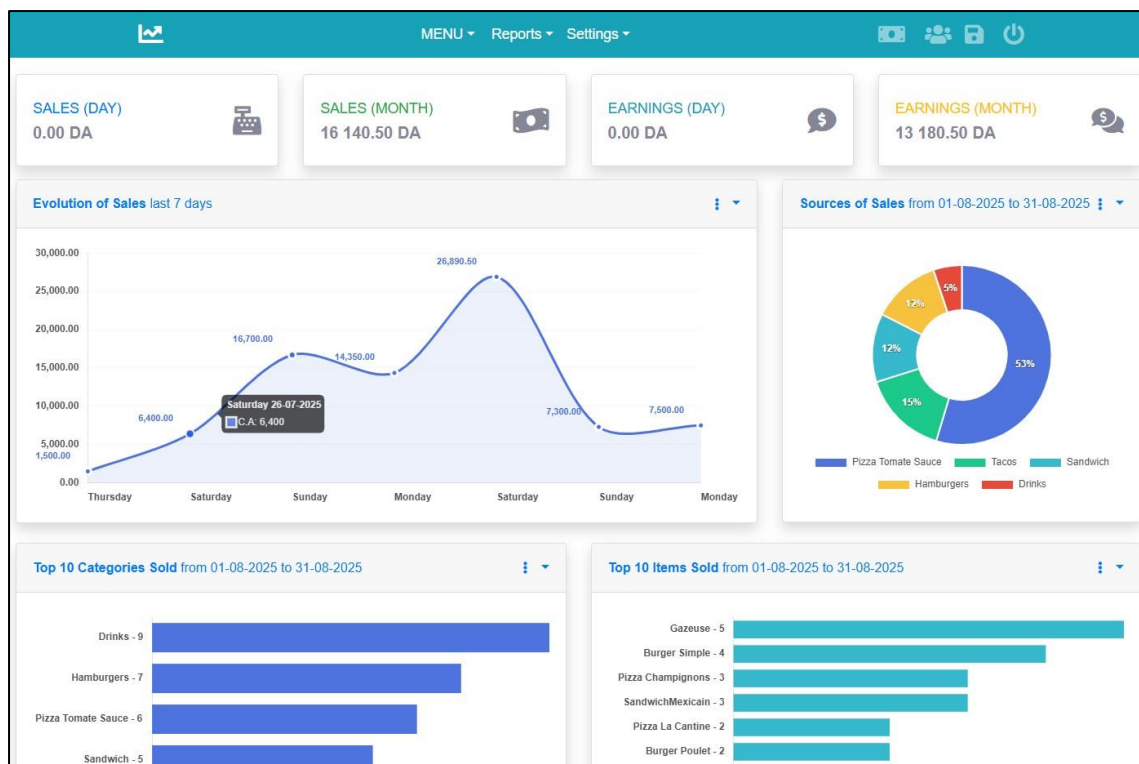 MENU Reports Settings
SALES (DAY)
0.00 DA
SALES (MONTH)
16 140.50 DA
EARNINGS (DAY)
0.00 DA
EARNINGS (MONTH)
13 180.50 DA
Evolution of Sales last 7 days
30,000.00
25,000.00
20,000.00
15,000.00
10,000.00
5,000.00
0.00
1,500.00
6,400.00
16,700.00
14,350.00
26,890.50
7,300.00
7,500.00
Saturday 26-07-2025
C.A: 6,400
Thursday Saturday Sunday Monday Saturday Sunday Monday
Sources of Sales from 01-08-2025 to 31-08-2025
5%
12%
12%
15%
53%
Pizza Tomate Sauce Tacos Sandwich
Hamburgers Drinks
Top 10 Categories Sold from 01-08-2025 to 31-08-2025
Drinks - 9
Hamburgers - 7
Pizza Tomate Sauce - 6
Sandwich - 5
Top 10 Items Sold from 01-08-2025 to 31-08-2025
Gazeuse - 5
Burger Simple - 4
Pizza Champignons - 3
SandwichMexicain - 3
Pizza La Cantine - 2
Burger Poulet - 2